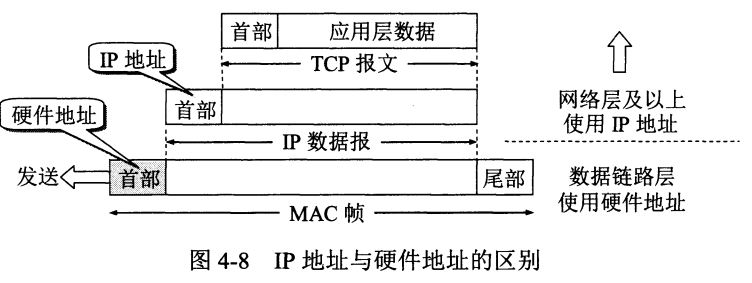 首部 应用层数据
IP 地址
TCP 报文
首部
网络层及以上
使用 IP 地址
硬件地址
IP 数据报
发送
首部
尾部
数据链路层
使用硬件地址
MAC 帧
图 4-8 IP 地址与硬件地址的区别